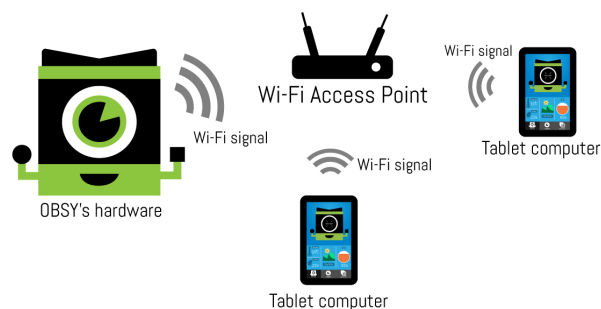 Wi-Fi signal
Wi-Fi Access Point
Wi-Fi signal
Tablet computer
Wi-Fi signal
OBSY's hardware
Tablet computer